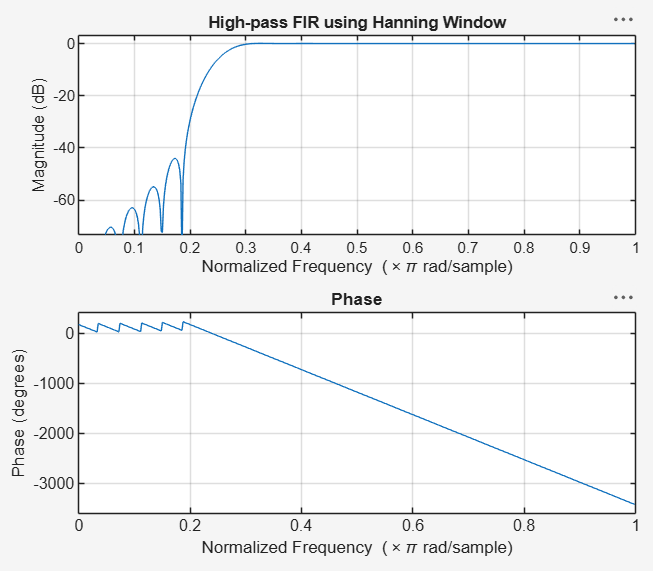 High-pass FIR using Hanning Window
0
-20
-40
-60
Magnitude (dB)
0 0.1 0.2 0.3 0.4 0.5 0.6 0.7 0.8 0.9 1
Normalized Frequency (× π rad/sample)
Phase
0
-1000
-2000
-3000
Phase (degrees)
0 0.2 0.4 0.6 0.8 1
Normalized Frequency (× π rad/sample)